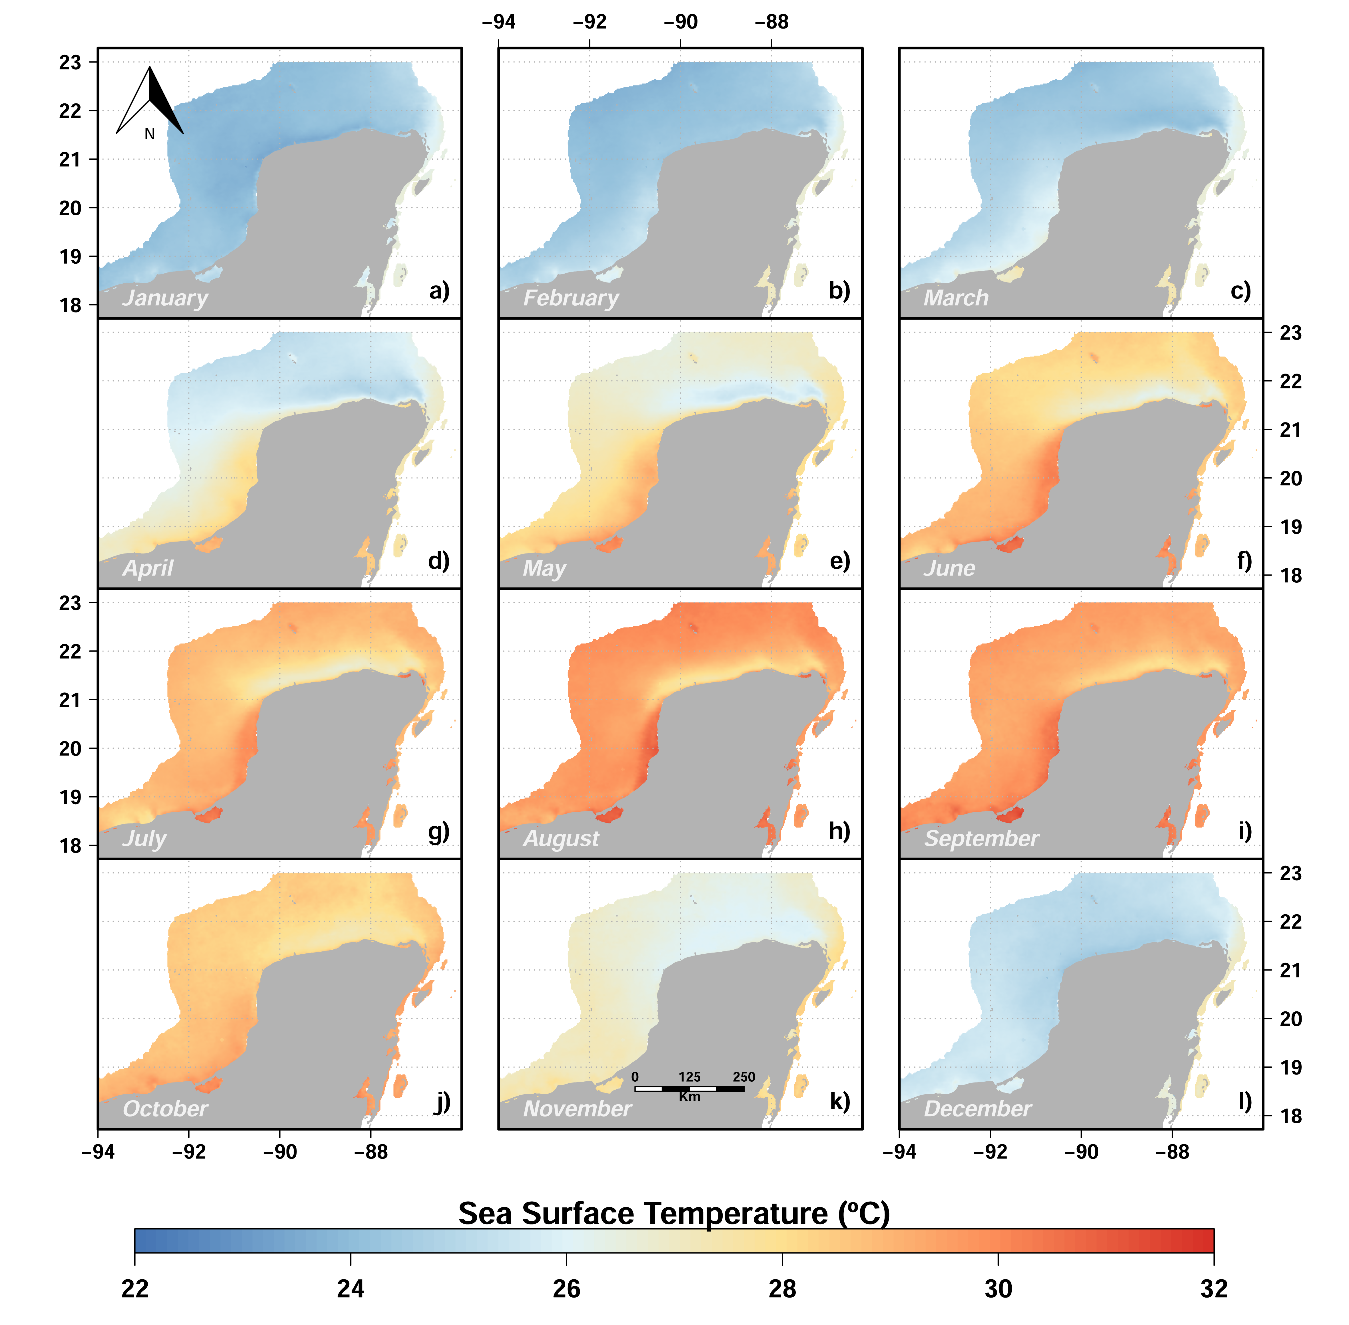 −94 −92 −90 −88
23
22
21
20
19
18
N
January a)
February b)
March c)
April d)
May e)
June f)
23
22
21
20
19
18
23
22
21
20
19
18
July g)
August h)
September i)
October j)
0 125 250
Km
November k)
December l)
23
22
21
20
19
18
−94 −92 −90 −88
−94 −92 −90 −88
Sea Surface Temperature (ºC)
22 24 26 28 30 32